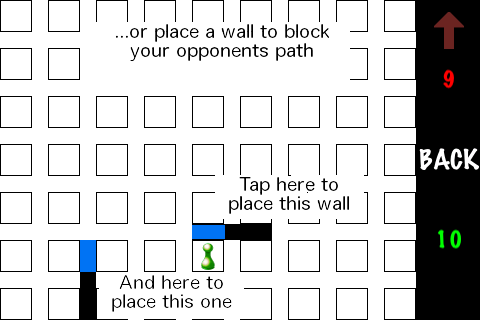 ...or place a wall to block
your opponents path
9
BACK
Tap here to
place this wall
10
And here to
place this one